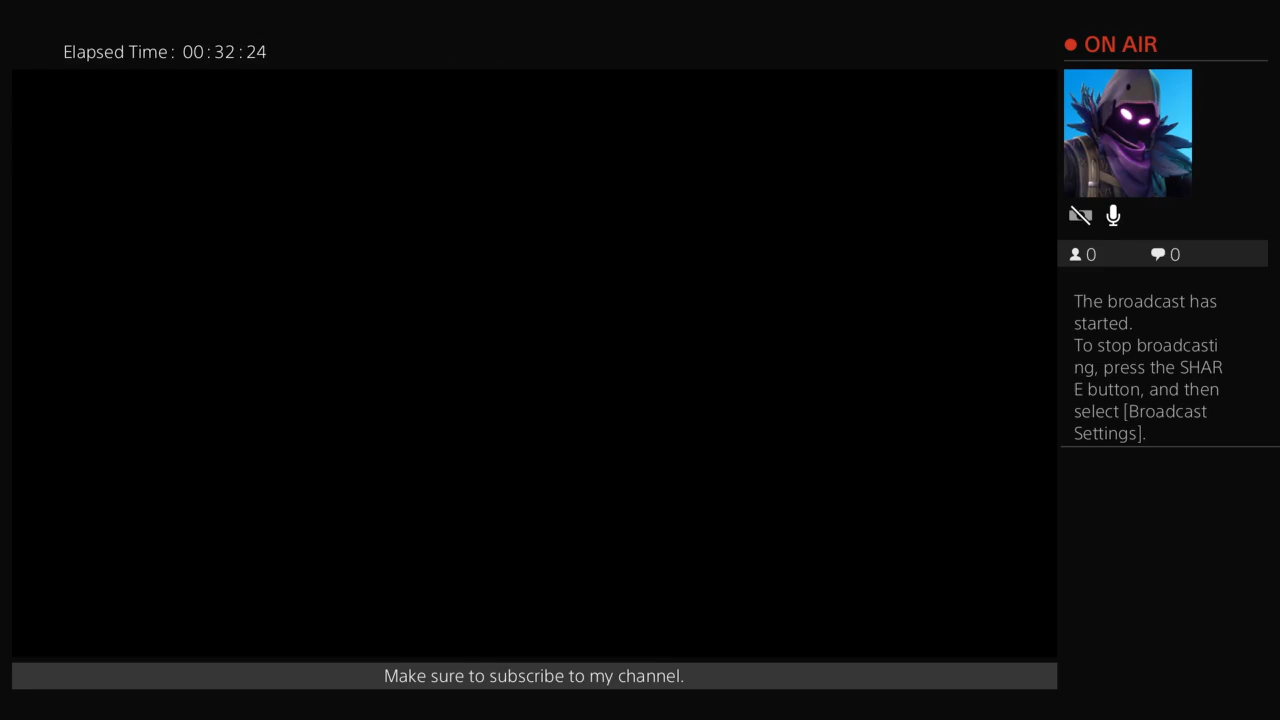 Elapsed Time: 00:32:24
ON AIR
0 0
The broadcast has
started.
To stop broadcasti
ng, press the SHAR
E button, and then
select [Broadcast
Settings].
Make sure to subscribe to my channel.